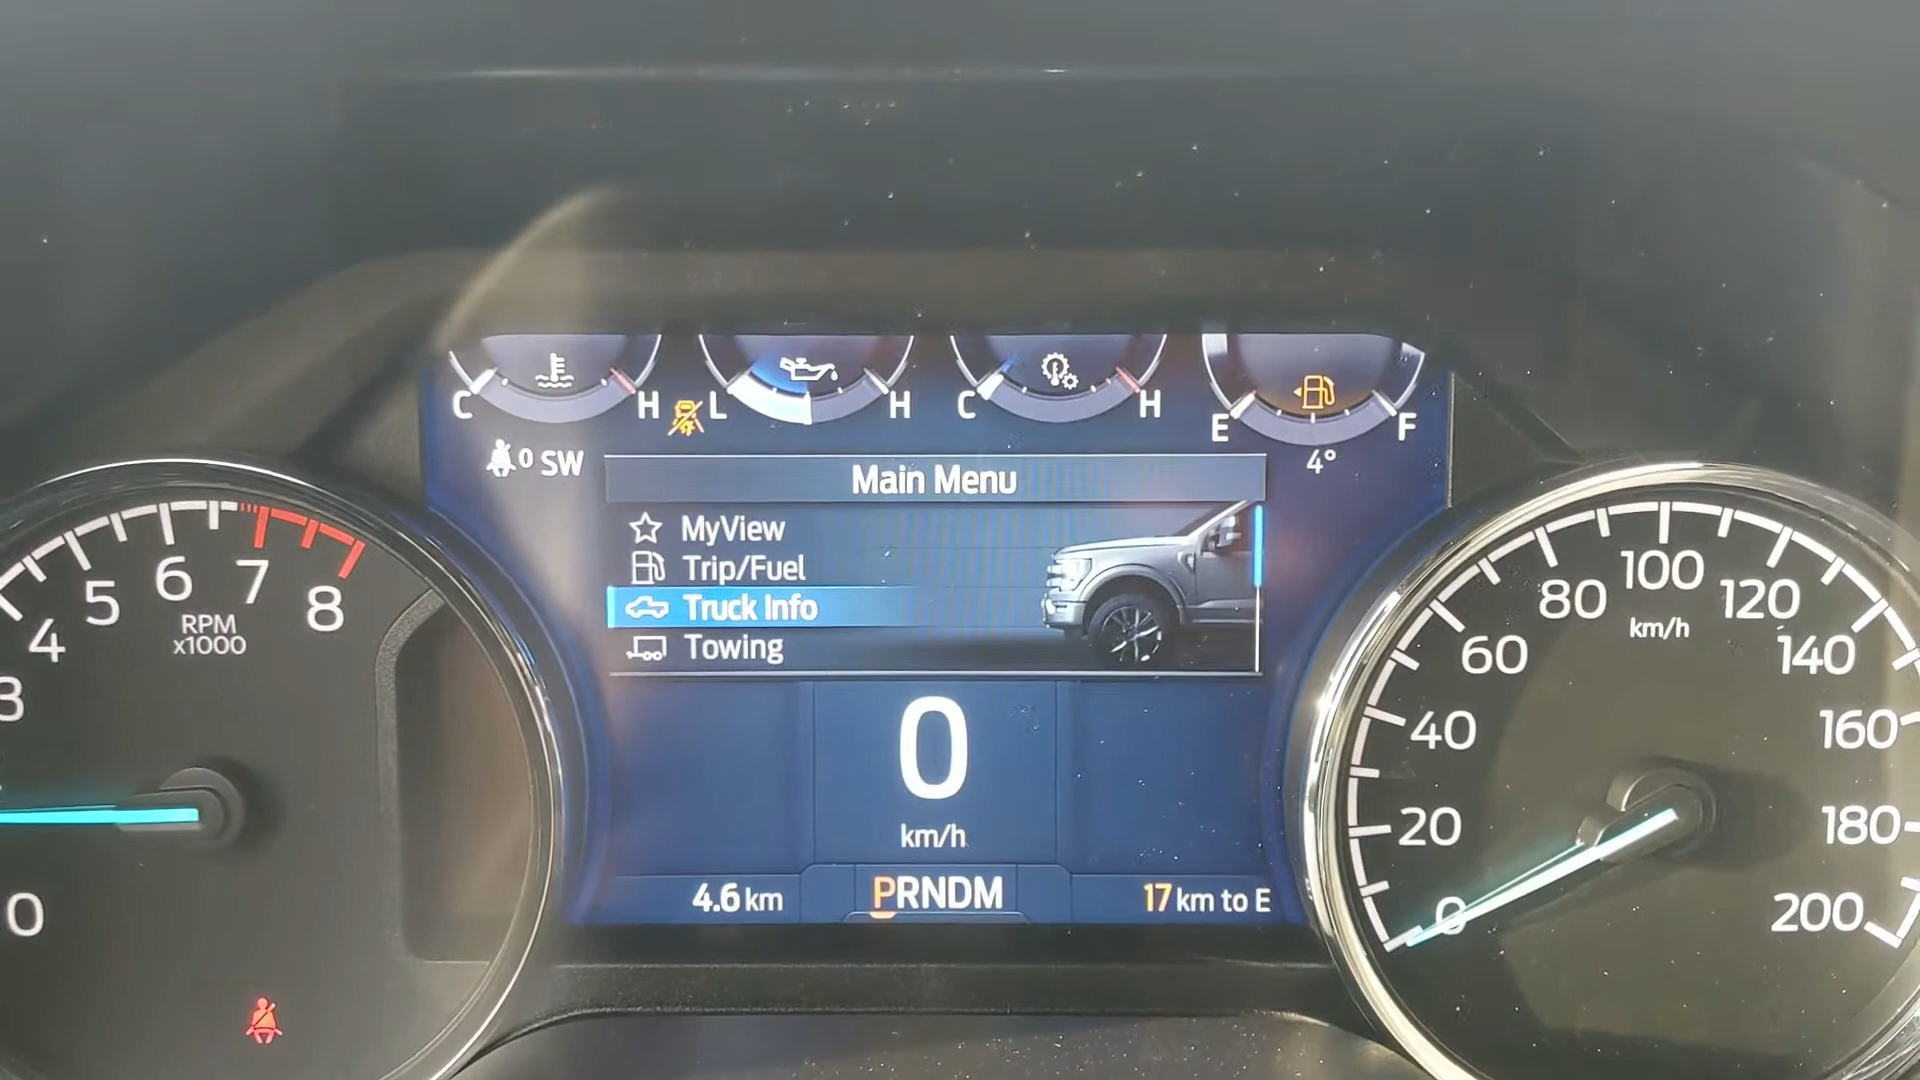 C H L H C H E F
0 SW
4°
Main Menu
MyView
Trip/Fuel
Truck Info
Towing
0
km/h
4.6 km
PRNDM
17 km to E
0 3 4 5 6 7 8
RPM
x1000
0 20 40 60 80 100 120 140 160 180 200
km/h